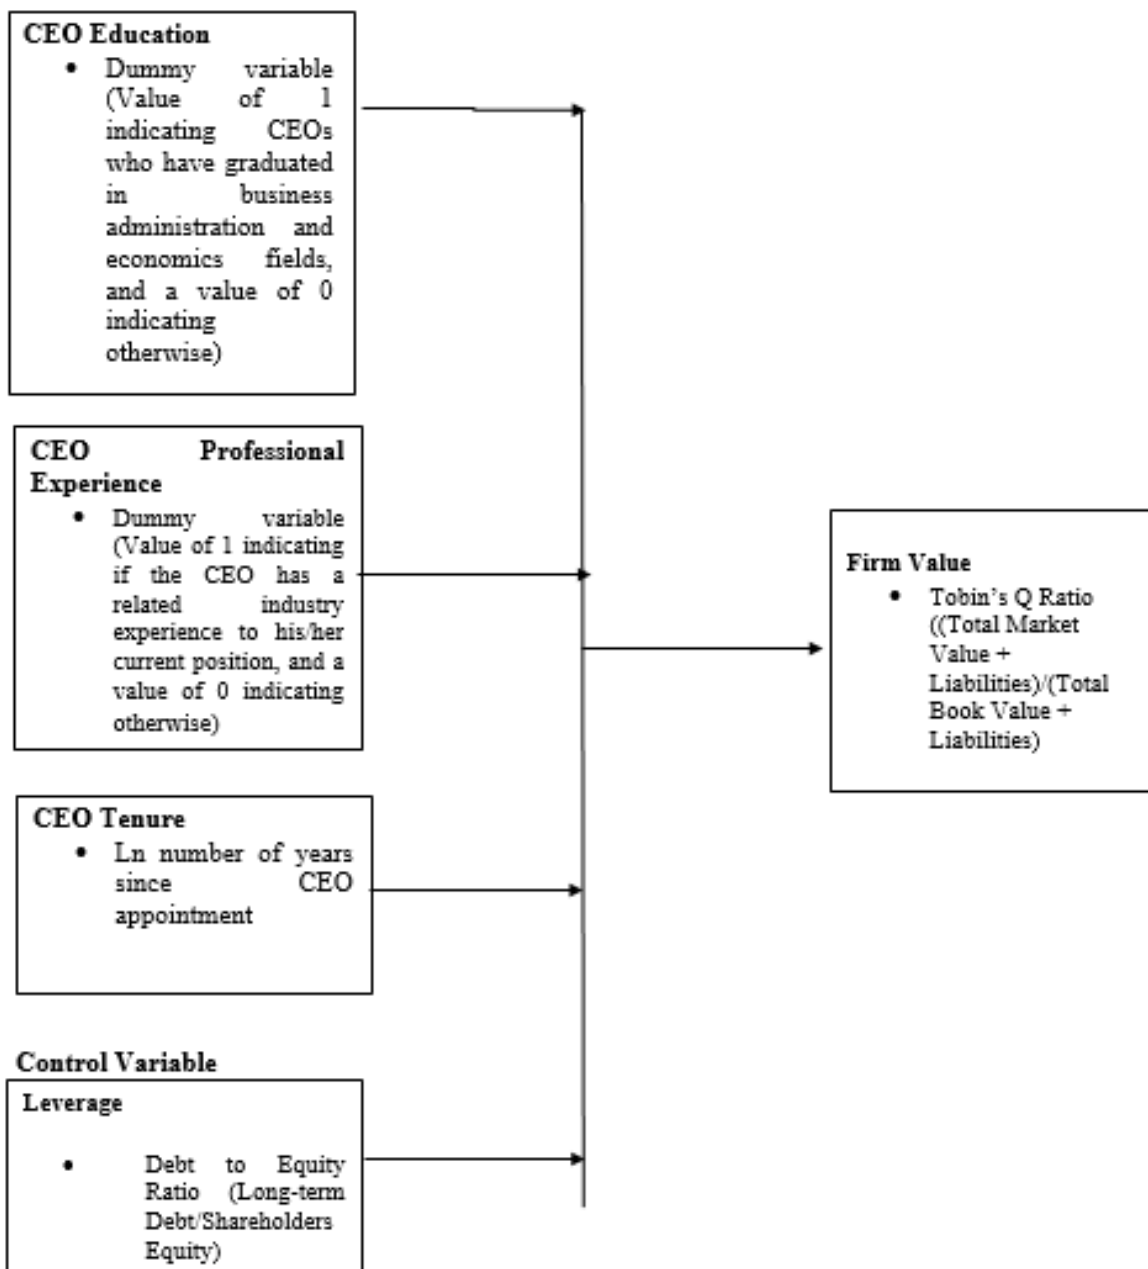 CEO Education
• Dummy variable
(Value of 1
indicating CEOs
who have graduated
in business
administration and
economics fields,
and a value of 0
indicating
otherwise)
CEO Professional
Experience
• Dummy variable
(Value of 1 indicating
if the CEO has a
related industry
experience to his/her
current position, and a
value of 0 indicating
otherwise)
CEO Tenure
• Ln number of years
since CEO
appointment
Control Variable
Leverage
• Debt to Equity
Ratio (Long-term
Debt/Shareholders
Equity)
Firm Value
• Tobin's Q Ratio
((Total Market
Value +
Liabilities)/(Total
Book Value +
Liabilities)